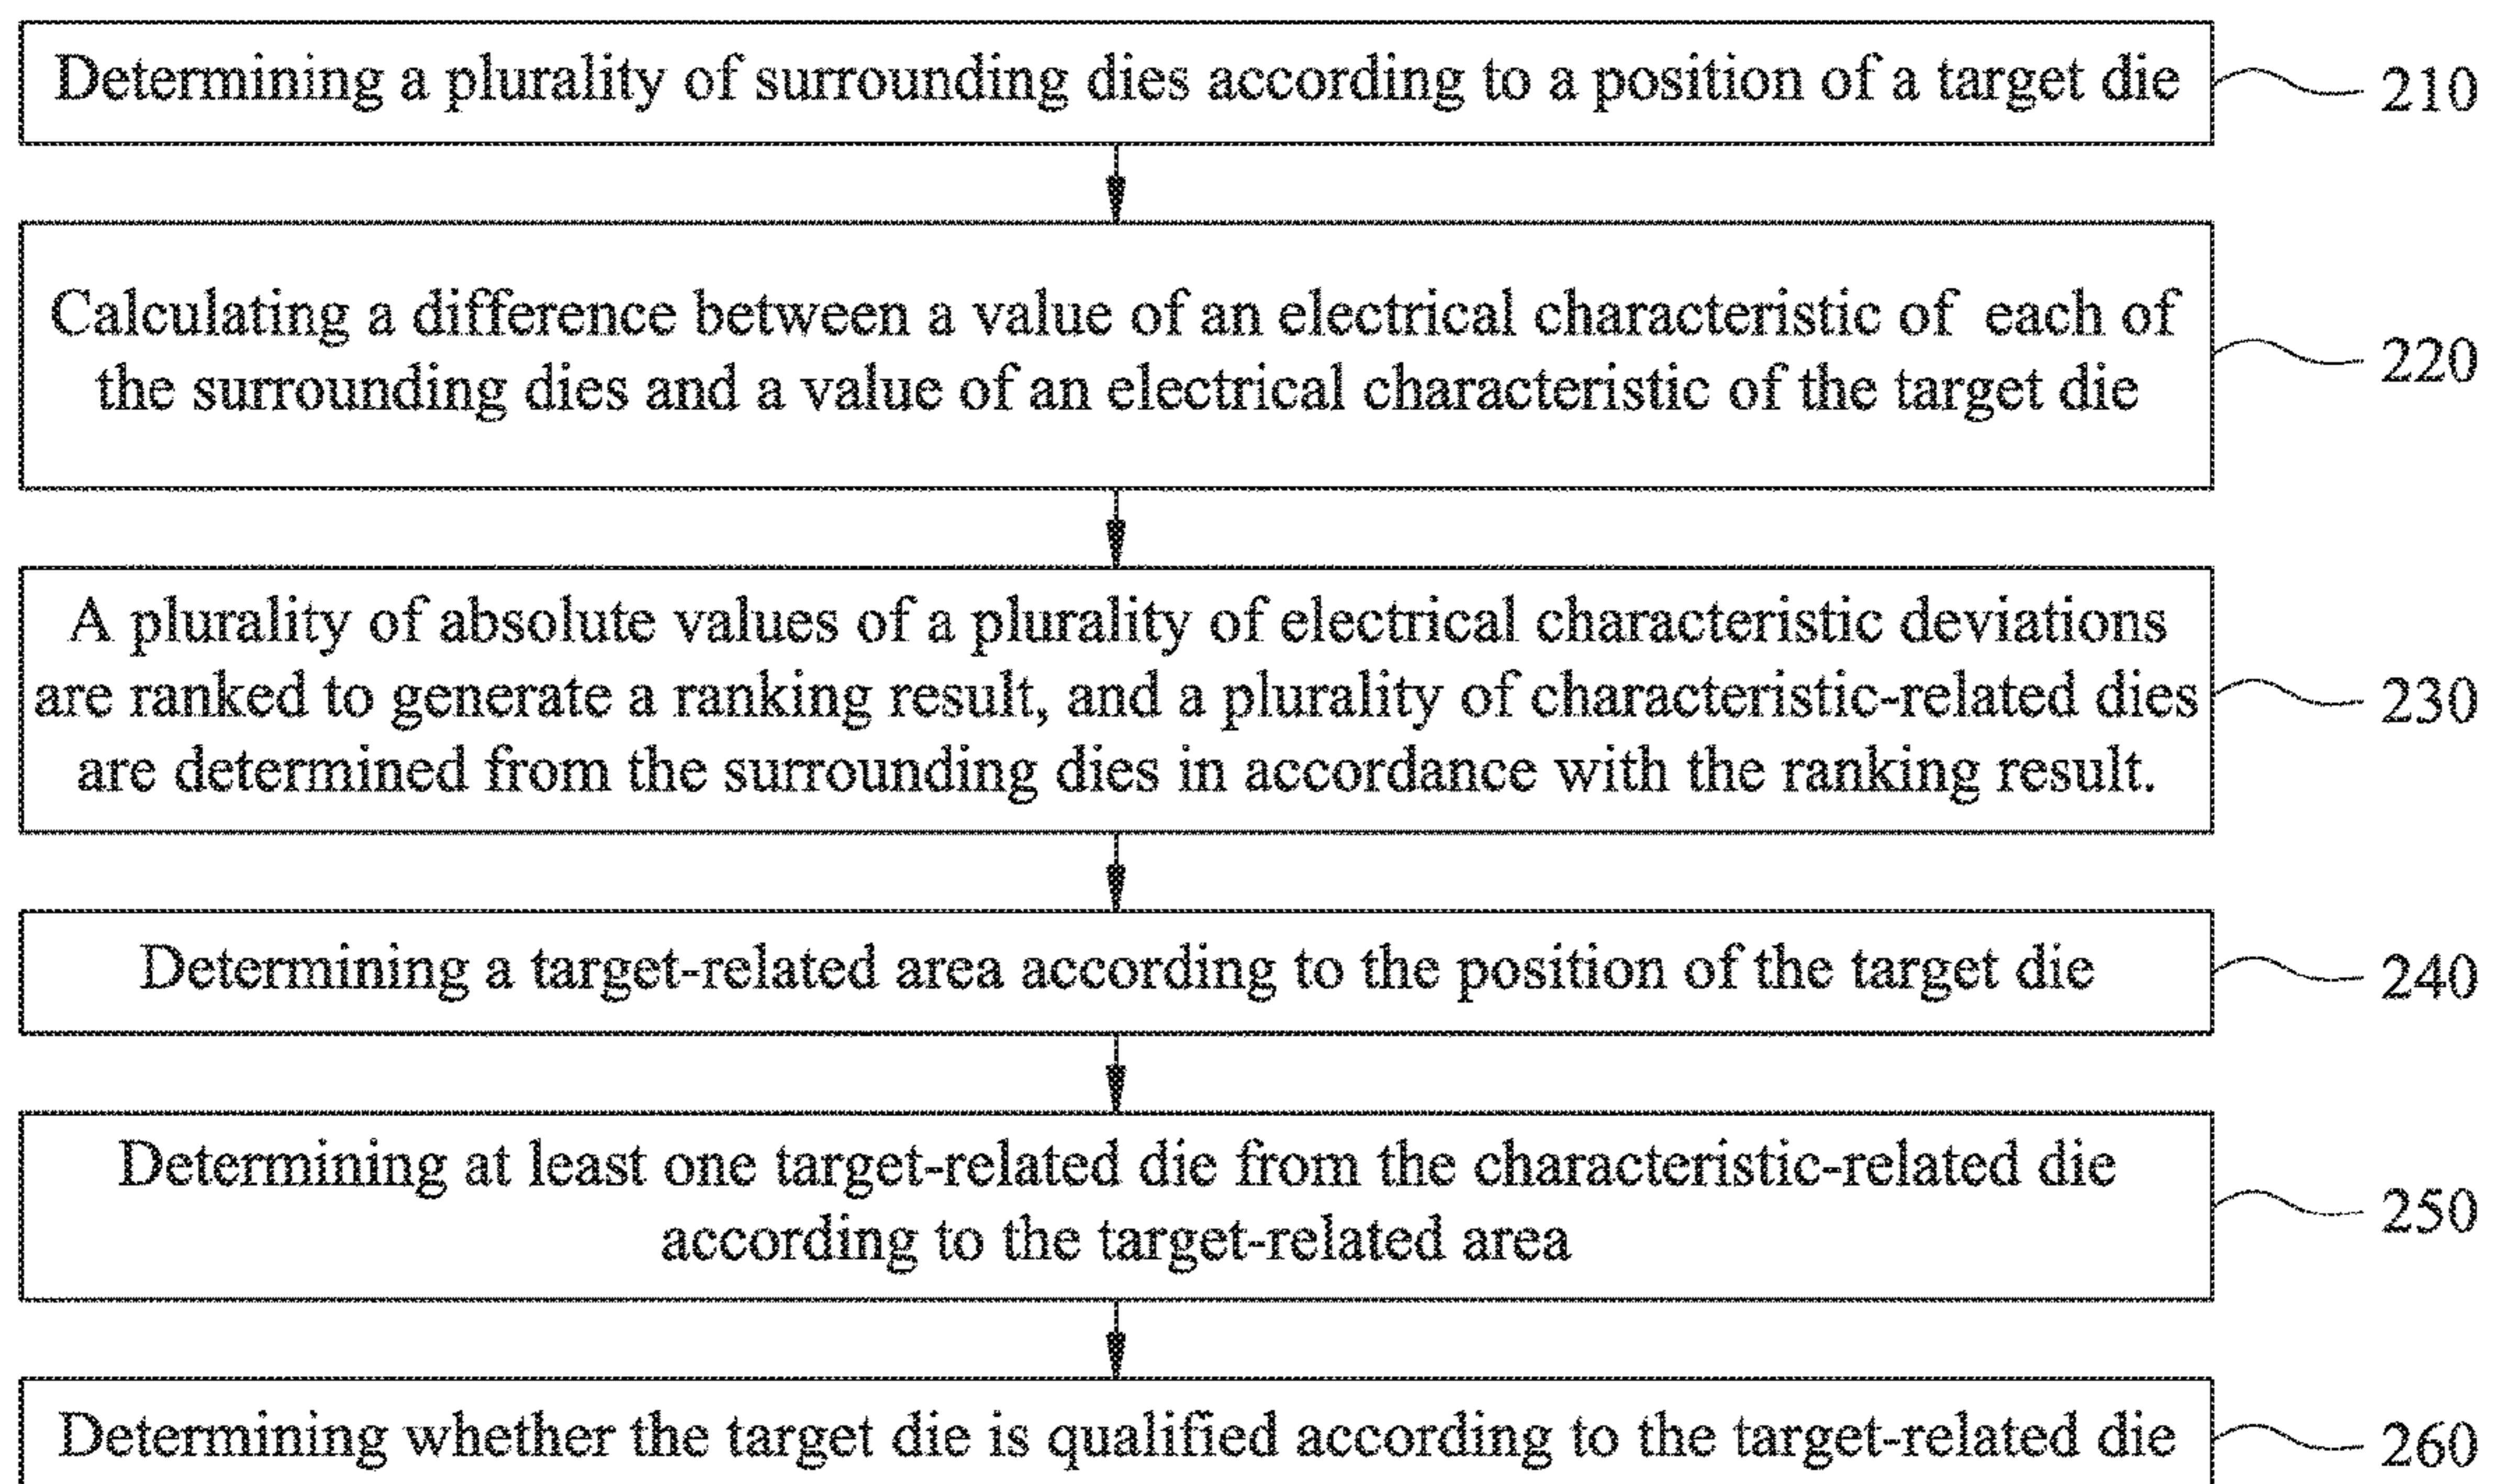 Determining a plurality of surrounding dies according to a position of a target die
210
Calculating a difference between a value of an electrical characteristic of each of
the surrounding dies and a value of an electrical characteristic of the target die
220
A plurality of absolute values of a plurality of electrical characteristic deviations
are ranked to generate a ranking result, and a plurality of characteristic-related dies
are determined from the surrounding dies in accordance with the ranking result.
230
Determining a target-related area according to the position of the target die
240
Determining at least one target-related die from the characteristic-related die
according to the target-related area
250
Determining whether the target die is qualified according to the target-related die
260